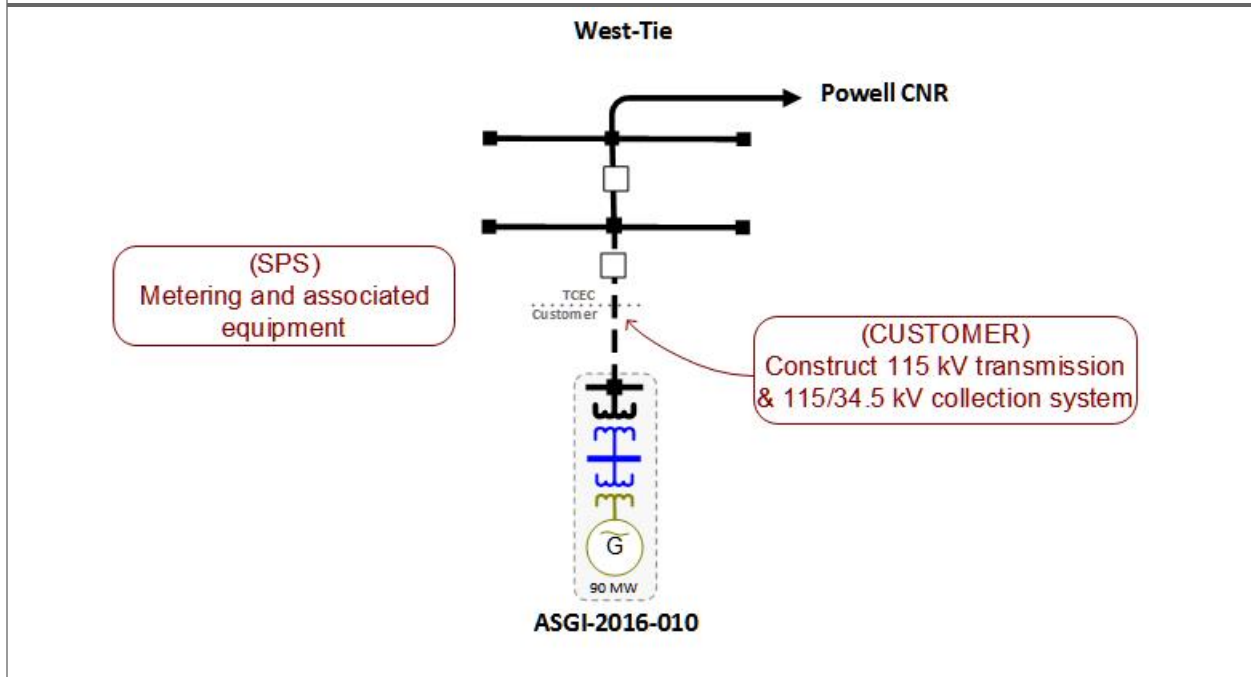 West-Tie
Powell CNR
(SPS)
Metering and associated
equipment
TCEC
Customer
(CUSTOMER)
Construct 115 kV transmission
& 115/34.5 kV collection system
G
90 MW
ASGI-2016-010